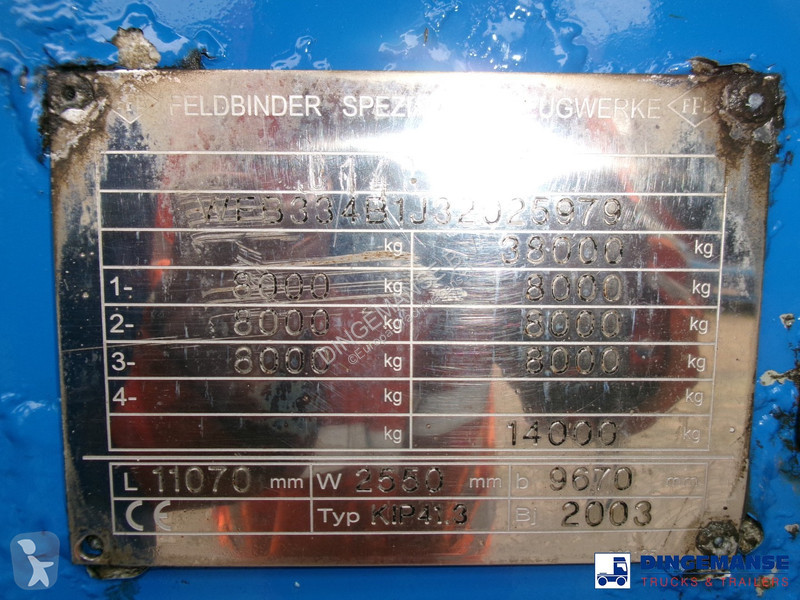 FELDBINDER SPEZI UGWERKE FFB
WFB334B1J32J25979
kg 38000 kg
1- 8000 kg 8000 kg
2- 8000 kg 8000 kg
3- 8000 kg 8000 kg
4- kg kg
kg 14000 kg
L 11070 mm W 2550 mm b 9670 mm
CE Typ KIP41.3 Bj 2003
DINGEMANSE
DINGEMANSE
TRUCKS & TRAILERS